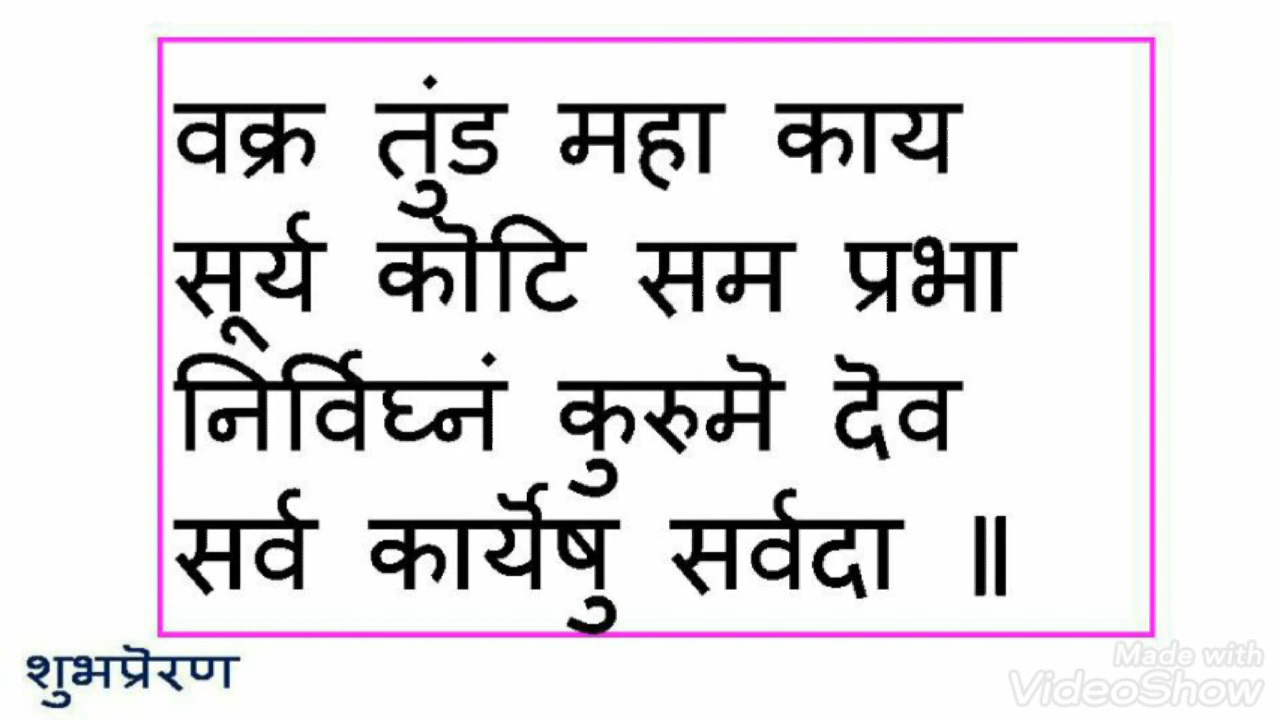 वक्र तुंड महा काय
सूर्य कॊटि सम प्रभा
निर्विघ्नं कुरुमॆ दॆव
सर्व कार्यॆषु सर्वदा ॥
शुभप्रॆरण
Made with
VideoShow